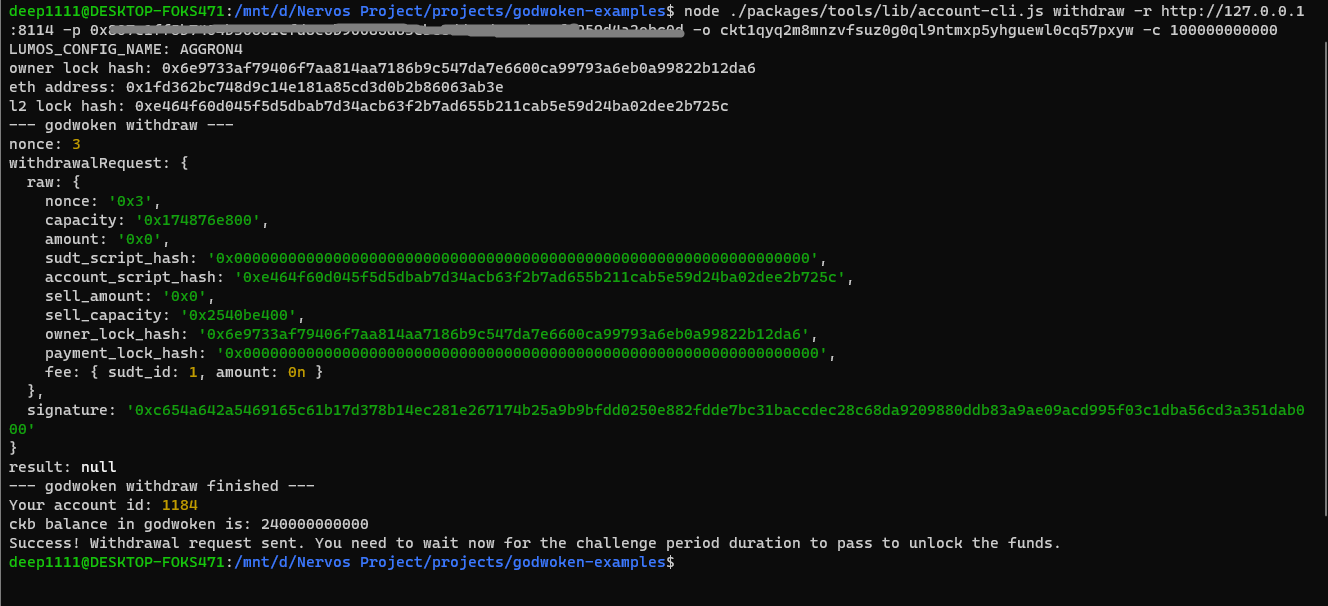 deep1111@DESKTOP-FOKS471:/mnt/d/Nervos Project/projects/godwoken-examples$ node ./packages/tools/lib/account-cli.js withdraw -r http://127.0.0.1
:8114 -p -o ckt1qyq2m8mnzvfsuz0g0ql9ntmxp5yhguewl0cq57pxyw -c 100000000000
LUMOS_CONFIG_NAME: AGGRON4
owner lock hash: 0x6e9733af79406f7aa814aa7186b9c547da7e6600ca99793a6eb0a99822b12da6
eth address: 0x1fd362bc748d9c14e181a85cd3d0b2b86063ab3e
l2 lock hash: 0xe464f60d045f5d5dbab7d34acb63f2b7ad655b211cab5e59d24ba02dee2b725c
--- godwoken withdraw ---
nonce: 3
withdrawalRequest: {
raw: {
nonce: '0x3',
capacity: '0x174876e800',
amount: '0x0',
sudt_script_hash: '0x0000000000000000000000000000000000000000000000000000000000000000',
account_script_hash: '0xe464f60d045f5d5dbab7d34acb63f2b7ad655b211cab5e59d24ba02dee2b725c',
sell_amount: '0x0',
sell_capacity: '0x2540be400',
owner_lock_hash: '0x6e9733af79406f7aa814aa7186b9c547da7e6600ca99793a6eb0a99822b12da6',
payment_lock_hash: '0x0000000000000000000000000000000000000000000000000000000000000000',
fee: { sudt_id: 1, amount: 0n }
},
signature: '0xc654a642a5469165c61b17d378b14ec281e267174b25a9b9bfdd0250e882fdde7bc31baccdec28c68da9209880ddb83a9ae09acd995f03c1dba56cd3a351dab0
00'
}
result: null
--- godwoken withdraw finished ---
Your account id: 1184
ckb balance in godwoken is: 240000000000
Success! Withdrawal request sent. You need to wait now for the challenge period duration to pass to unlock the funds.
deep1111@DESKTOP-FOKS471:/mnt/d/Nervos Project/projects/godwoken-examples$